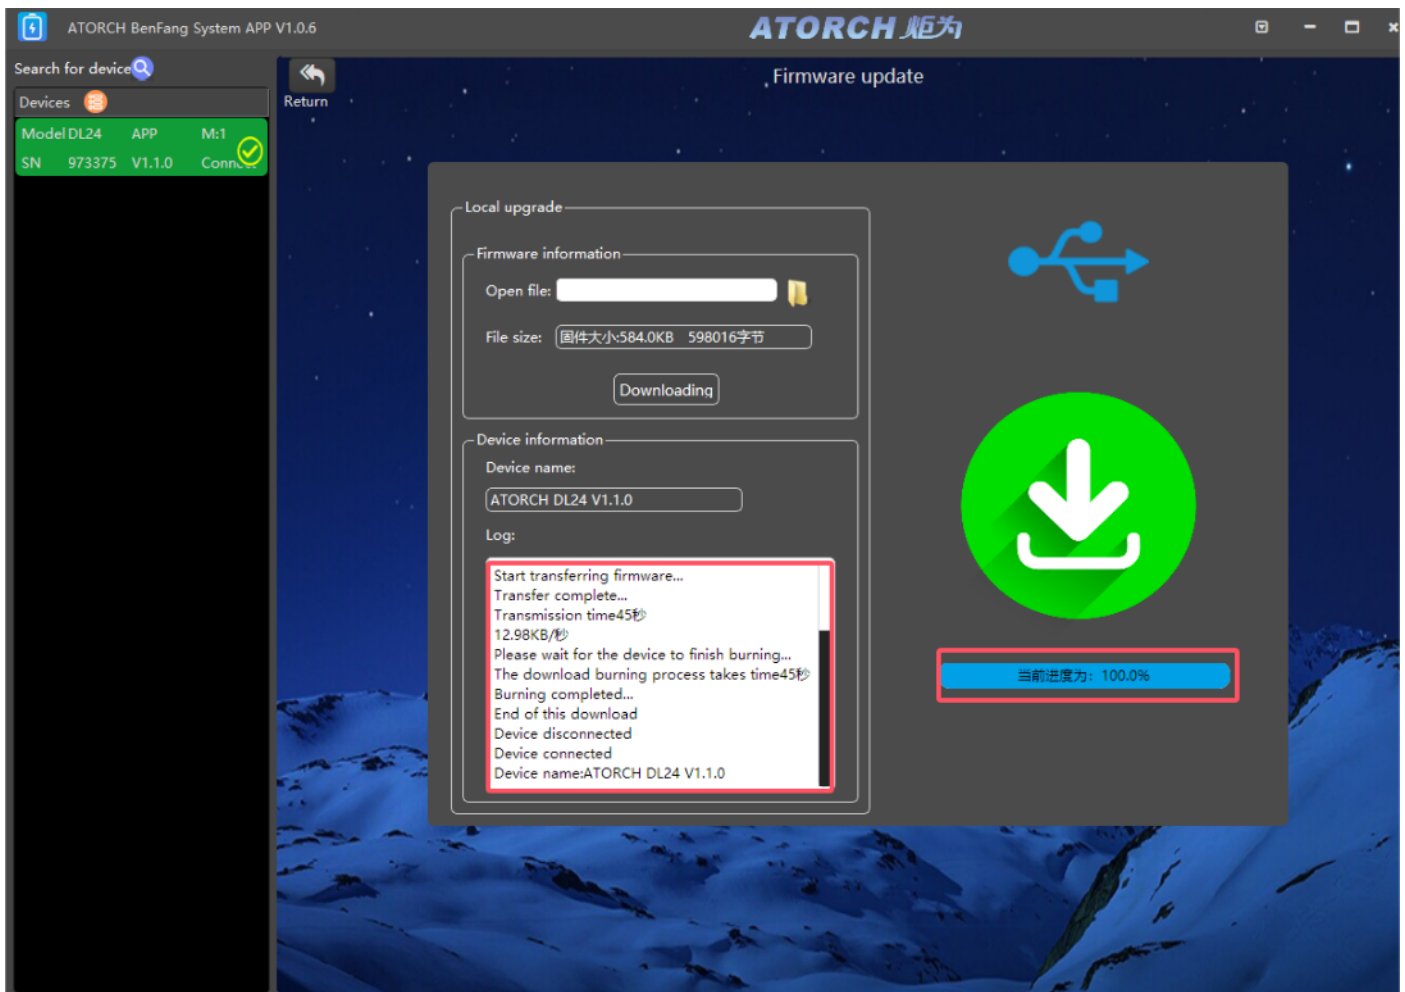 ATORCH BenFang System APP V1.0.6
ATORCH 炬为
Search for device
Devices
Model DL24 APP M:1
SN 973375 V1.1.0 Connect
Return
Firmware update
Local upgrade
Firmware information
Open file:
File size: 固件大小:584.0KB 598016字节
Downloading
Device information
Device name:
ATORCH DL24 V1.1.0
Log:
Start transferring firmware...
Transfer complete...
Transmission time45秒
12.98KB/秒
Please wait for the device to finish burning...
The download burning process takes time45秒
Burning completed...
End of this download
Device disconnected
Device connected
Device name:ATORCH DL24 V1.1.0
当前进度为：100.0%